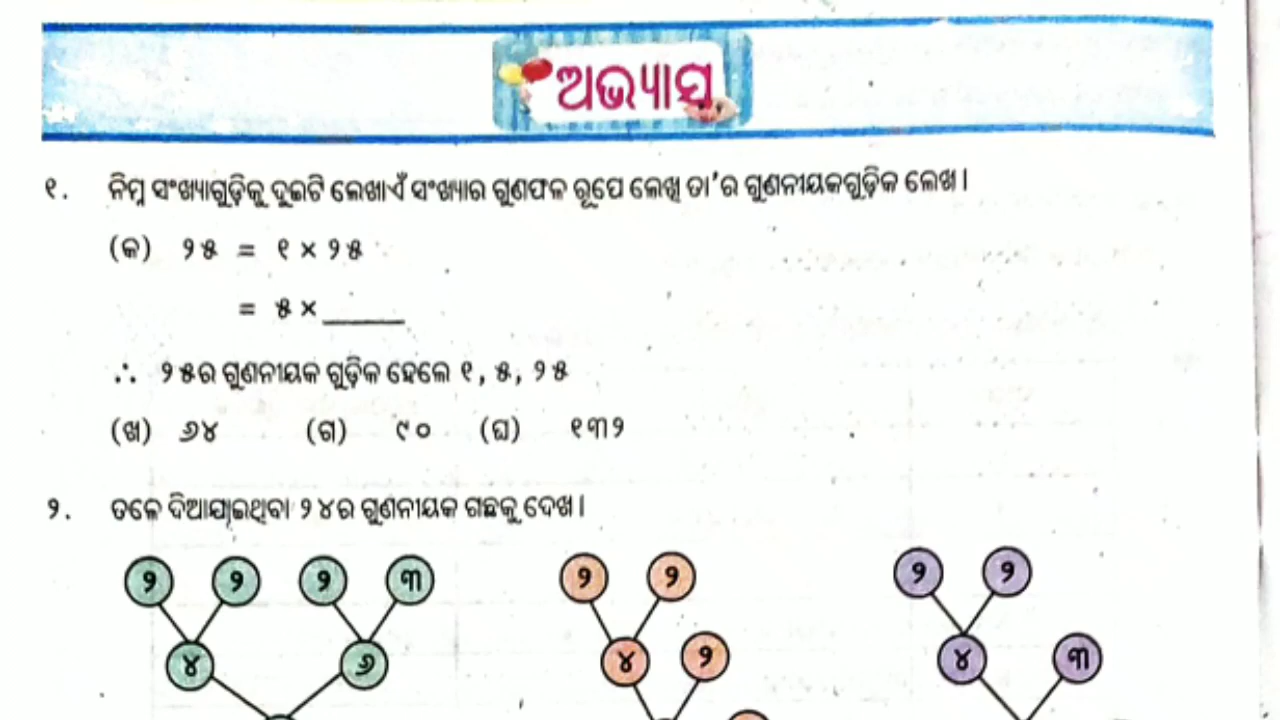 ଅଭ୍ୟାସ
୧. ନିମ୍ନ ସଂଖ୍ୟାଗୁଡ଼ିକୁ ଦୁଇଟି ଲେଖାଏଁ ସଂଖ୍ୟାର ଗୁଣଫଳ ରୂପେ ଲେଖି ତା'ର ଗୁଣନୀୟକଗୁଡ଼ିକ ଲେଖ।
(କ) ୨୫ = ୧ × ୨୫
= ୫ × _____
∴ ୨୫ର ଗୁଣନୀୟକ ଗୁଡ଼ିକ ହେଲେ ୧, ୫, ୨୫
(ଖ) ୬୪ (ଗ) ୯୦ (ଘ) ୧୩୨
୨. ତଳେ ଦିଆଯାଇଥିବା ୨୪ର ଗୁଣନୀୟକ ଗଛକୁ ଦେଖ।
୨ ୨ ୨ ୩ ୨ ୨ ୨ ୨
୪ ୬ ୪ ୨ ୪ ୩